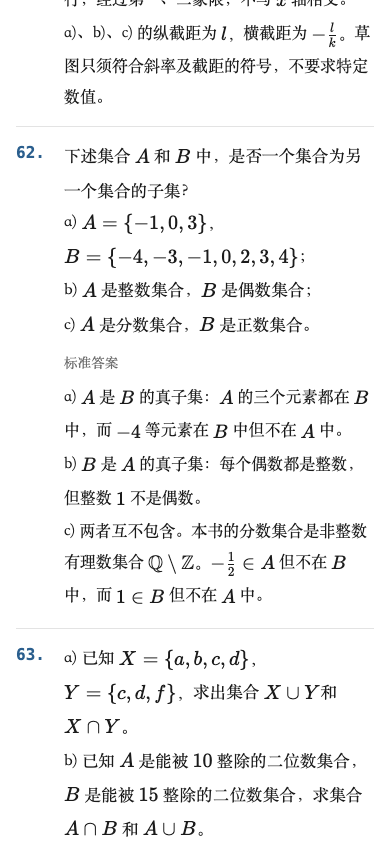 a)、b)、c) 的纵截距为 l，横截距为 −l/k。草
图只须符合斜率及截距的符号，不要求特定
数值。
62. 下述集合 A 和 B 中，是否一个集合为另
一个集合的子集?
a) A = {−1, 0, 3}，
B = {−4, −3, −1, 0, 2, 3, 4}；
b) A 是整数集合，B 是偶数集合；
c) A 是分数集合，B 是正数集合。
标准答案
a) A 是 B 的真子集：A 的三个元素都在 B
中，而 −4 等元素在 B 中但不在 A 中。
b) B 是 A 的真子集：每个偶数都是整数，
但整数 1 不是偶数。
c) 两者互不包含。本书的分数集合是非整数
有理数集合 ℚ \ ℤ。−1/2 ∈ A 但不在 B
中，而 1 ∈ B 但不在 A 中。
63. a) 已知 X = {a, b, c, d}，
Y = {c, d, f}，求出集合 X ∪ Y 和
X ∩ Y。
b) 已知 A 是能被 10 整除的二位数集合，
B 是能被 15 整除的二位数集合，求集合
A ∩ B 和 A ∪ B。